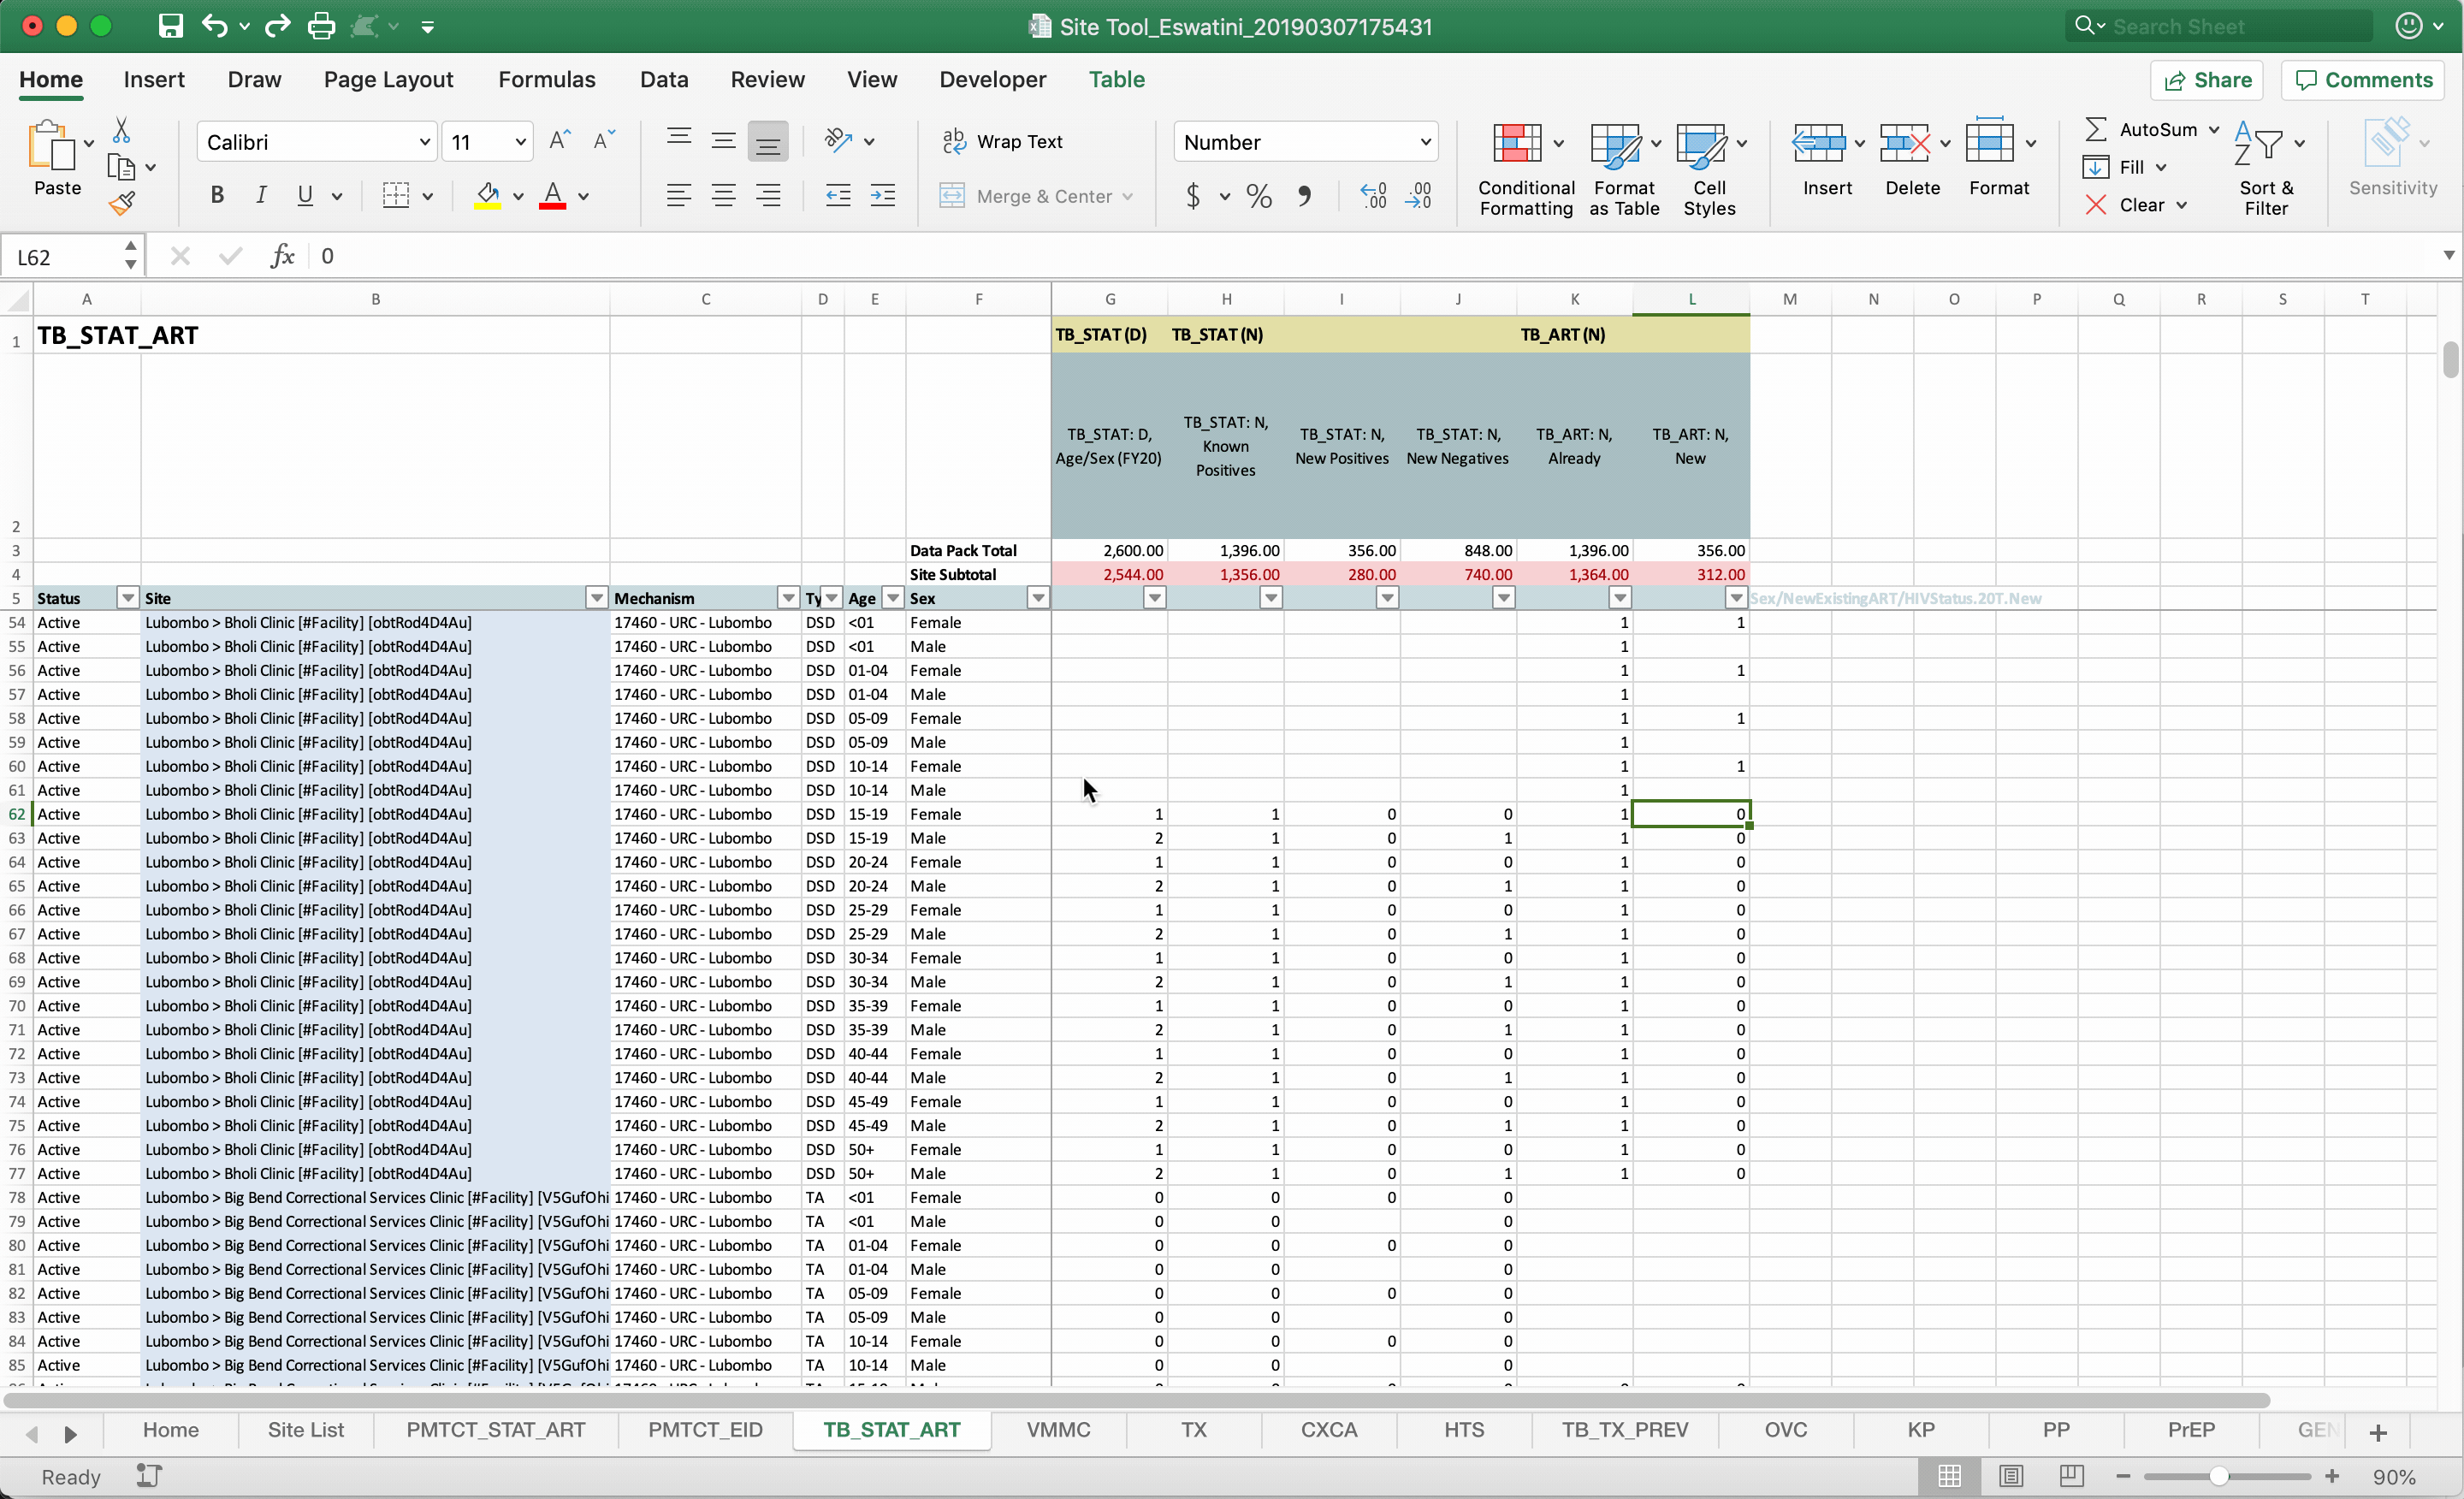 Site Tool_Eswatini_20190307175431
Search Sheet
Home Insert Draw Page Layout Formulas Data Review View Developer Table Share Comments
Paste Calibri 11 Wrap Text Number AutoSum
Fill
Clear
B I U Merge & Center $ % Conditional Formatting Format as Table Cell Styles Insert Delete Format Sort & Filter Sensitivity
L62 fx 0
A B C D E F G H I J K L M N O P Q R S T
1 TB_STAT_ART TB_STAT (D) TB_STAT (N) TB_ART (N)
2 TB_STAT: D, Age/Sex (FY20) TB_STAT: N, Known Positives TB_STAT: N, New Positives TB_STAT: N, New Negatives TB_ART: N, Already TB_ART: N, New
3 Data Pack Total 2,600.00 1,396.00 356.00 848.00 1,396.00 356.00
4 Site Subtotal 2,544.00 1,356.00 280.00 740.00 1,364.00 312.00
5 Status Site Mechanism Ty Age Sex Sex/NewExistingART/HIVStatus.20T.New
54 Active Lubombo > Bholi Clinic [#Facility] [obtRod4D4Au] 17460 - URC - Lubombo DSD <01 Female 1 1
55 Active Lubombo > Bholi Clinic [#Facility] [obtRod4D4Au] 17460 - URC - Lubombo DSD <01 Male 1
56 Active Lubombo > Bholi Clinic [#Facility] [obtRod4D4Au] 17460 - URC - Lubombo DSD 01-04 Female 1 1
57 Active Lubombo > Bholi Clinic [#Facility] [obtRod4D4Au] 17460 - URC - Lubombo DSD 01-04 Male 1
58 Active Lubombo > Bholi Clinic [#Facility] [obtRod4D4Au] 17460 - URC - Lubombo DSD 05-09 Female 1 1
59 Active Lubombo > Bholi Clinic [#Facility] [obtRod4D4Au] 17460 - URC - Lubombo DSD 05-09 Male 1
60 Active Lubombo > Bholi Clinic [#Facility] [obtRod4D4Au] 17460 - URC - Lubombo DSD 10-14 Female 1 1
61 Active Lubombo > Bholi Clinic [#Facility] [obtRod4D4Au] 17460 - URC - Lubombo DSD 10-14 Male 1
62 Active Lubombo > Bholi Clinic [#Facility] [obtRod4D4Au] 17460 - URC - Lubombo DSD 15-19 Female 1 1 0 0 1 0
63 Active Lubombo > Bholi Clinic [#Facility] [obtRod4D4Au] 17460 - URC - Lubombo DSD 15-19 Male 2 1 0 1 1 0
64 Active Lubombo > Bholi Clinic [#Facility] [obtRod4D4Au] 17460 - URC - Lubombo DSD 20-24 Female 1 1 0 0 1 0
65 Active Lubombo > Bholi Clinic [#Facility] [obtRod4D4Au] 17460 - URC - Lubombo DSD 20-24 Male 2 1 0 1 1 0
66 Active Lubombo > Bholi Clinic [#Facility] [obtRod4D4Au] 17460 - URC - Lubombo DSD 25-29 Female 1 1 0 0 1 0
67 Active Lubombo > Bholi Clinic [#Facility] [obtRod4D4Au] 17460 - URC - Lubombo DSD 25-29 Male 2 1 0 1 1 0
68 Active Lubombo > Bholi Clinic [#Facility] [obtRod4D4Au] 17460 - URC - Lubombo DSD 30-34 Female 1 1 0 0 1 0
69 Active Lubombo > Bholi Clinic [#Facility] [obtRod4D4Au] 17460 - URC - Lubombo DSD 30-34 Male 2 1 0 1 1 0
70 Active Lubombo > Bholi Clinic [#Facility] [obtRod4D4Au] 17460 - URC - Lubombo DSD 35-39 Female 1 1 0 0 1 0
71 Active Lubombo > Bholi Clinic [#Facility] [obtRod4D4Au] 17460 - URC - Lubombo DSD 35-39 Male 2 1 0 1 1 0
72 Active Lubombo > Bholi Clinic [#Facility] [obtRod4D4Au] 17460 - URC - Lubombo DSD 40-44 Female 1 1 0 0 1 0
73 Active Lubombo > Bholi Clinic [#Facility] [obtRod4D4Au] 17460 - URC - Lubombo DSD 40-44 Male 2 1 0 1 1 0
74 Active Lubombo > Bholi Clinic [#Facility] [obtRod4D4Au] 17460 - URC - Lubombo DSD 45-49 Female 1 1 0 0 1 0
75 Active Lubombo > Bholi Clinic [#Facility] [obtRod4D4Au] 17460 - URC - Lubombo DSD 45-49 Male 2 1 0 1 1 0
76 Active Lubombo > Bholi Clinic [#Facility] [obtRod4D4Au] 17460 - URC - Lubombo DSD 50+ Female 1 1 0 0 1 0
77 Active Lubombo > Bholi Clinic [#Facility] [obtRod4D4Au] 17460 - URC - Lubombo DSD 50+ Male 2 1 0 1 1 0
78 Active Lubombo > Big Bend Correctional Services Clinic [#Facility] [V5GufOhi 17460 - URC - Lubombo TA <01 Female 0 0 0 0
79 Active Lubombo > Big Bend Correctional Services Clinic [#Facility] [V5GufOhi 17460 - URC - Lubombo TA <01 Male 0 0 0
80 Active Lubombo > Big Bend Correctional Services Clinic [#Facility] [V5GufOhi 17460 - URC - Lubombo TA 01-04 Female 0 0 0 0
81 Active Lubombo > Big Bend Correctional Services Clinic [#Facility] [V5GufOhi 17460 - URC - Lubombo TA 01-04 Male 0 0 0
82 Active Lubombo > Big Bend Correctional Services Clinic [#Facility] [V5GufOhi 17460 - URC - Lubombo TA 05-09 Female 0 0 0 0
83 Active Lubombo > Big Bend Correctional Services Clinic [#Facility] [V5GufOhi 17460 - URC - Lubombo TA 05-09 Male 0 0 0
84 Active Lubombo > Big Bend Correctional Services Clinic [#Facility] [V5GufOhi 17460 - URC - Lubombo TA 10-14 Female 0 0 0 0
85 Active Lubombo > Big Bend Correctional Services Clinic [#Facility] [V5GufOhi 17460 - URC - Lubombo TA 10-14 Male 0 0 0
Home Site List PMTCT_STAT_ART PMTCT_EID TB_STAT_ART VMMC TX CXCA HTS TB_TX_PREV OVC KP PP PrEP GEN
Ready 90%